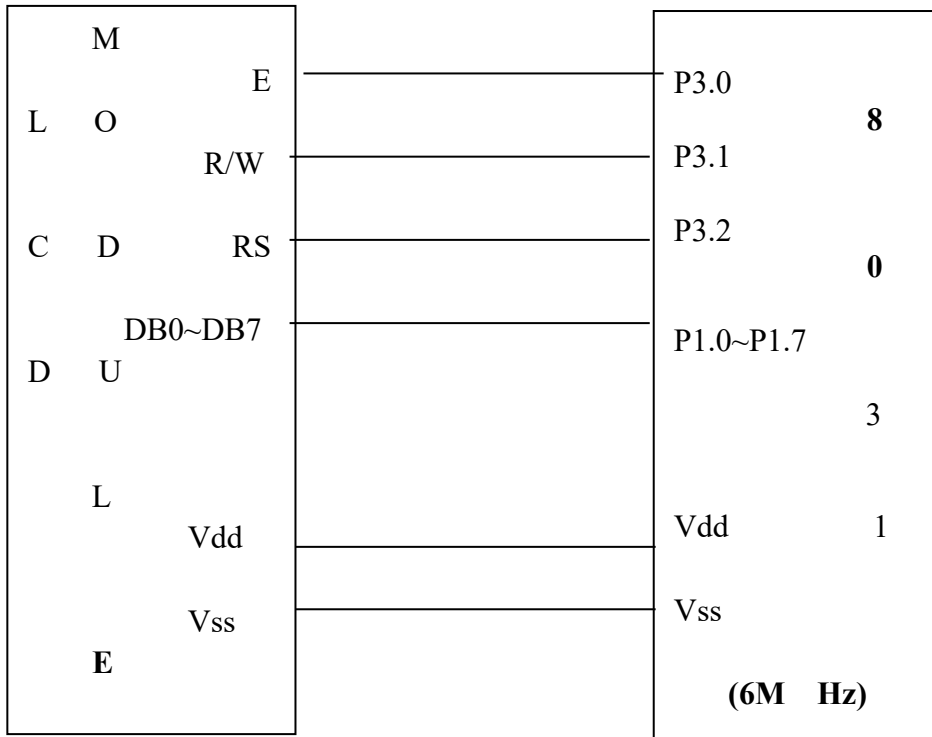 M
E P3.0
L O 8
R/W P3.1
C D RS P3.2
0
DB0~DB7 P1.0~P1.7
D U
3
L
Vdd Vdd 1
Vss Vss
E
(6M Hz)